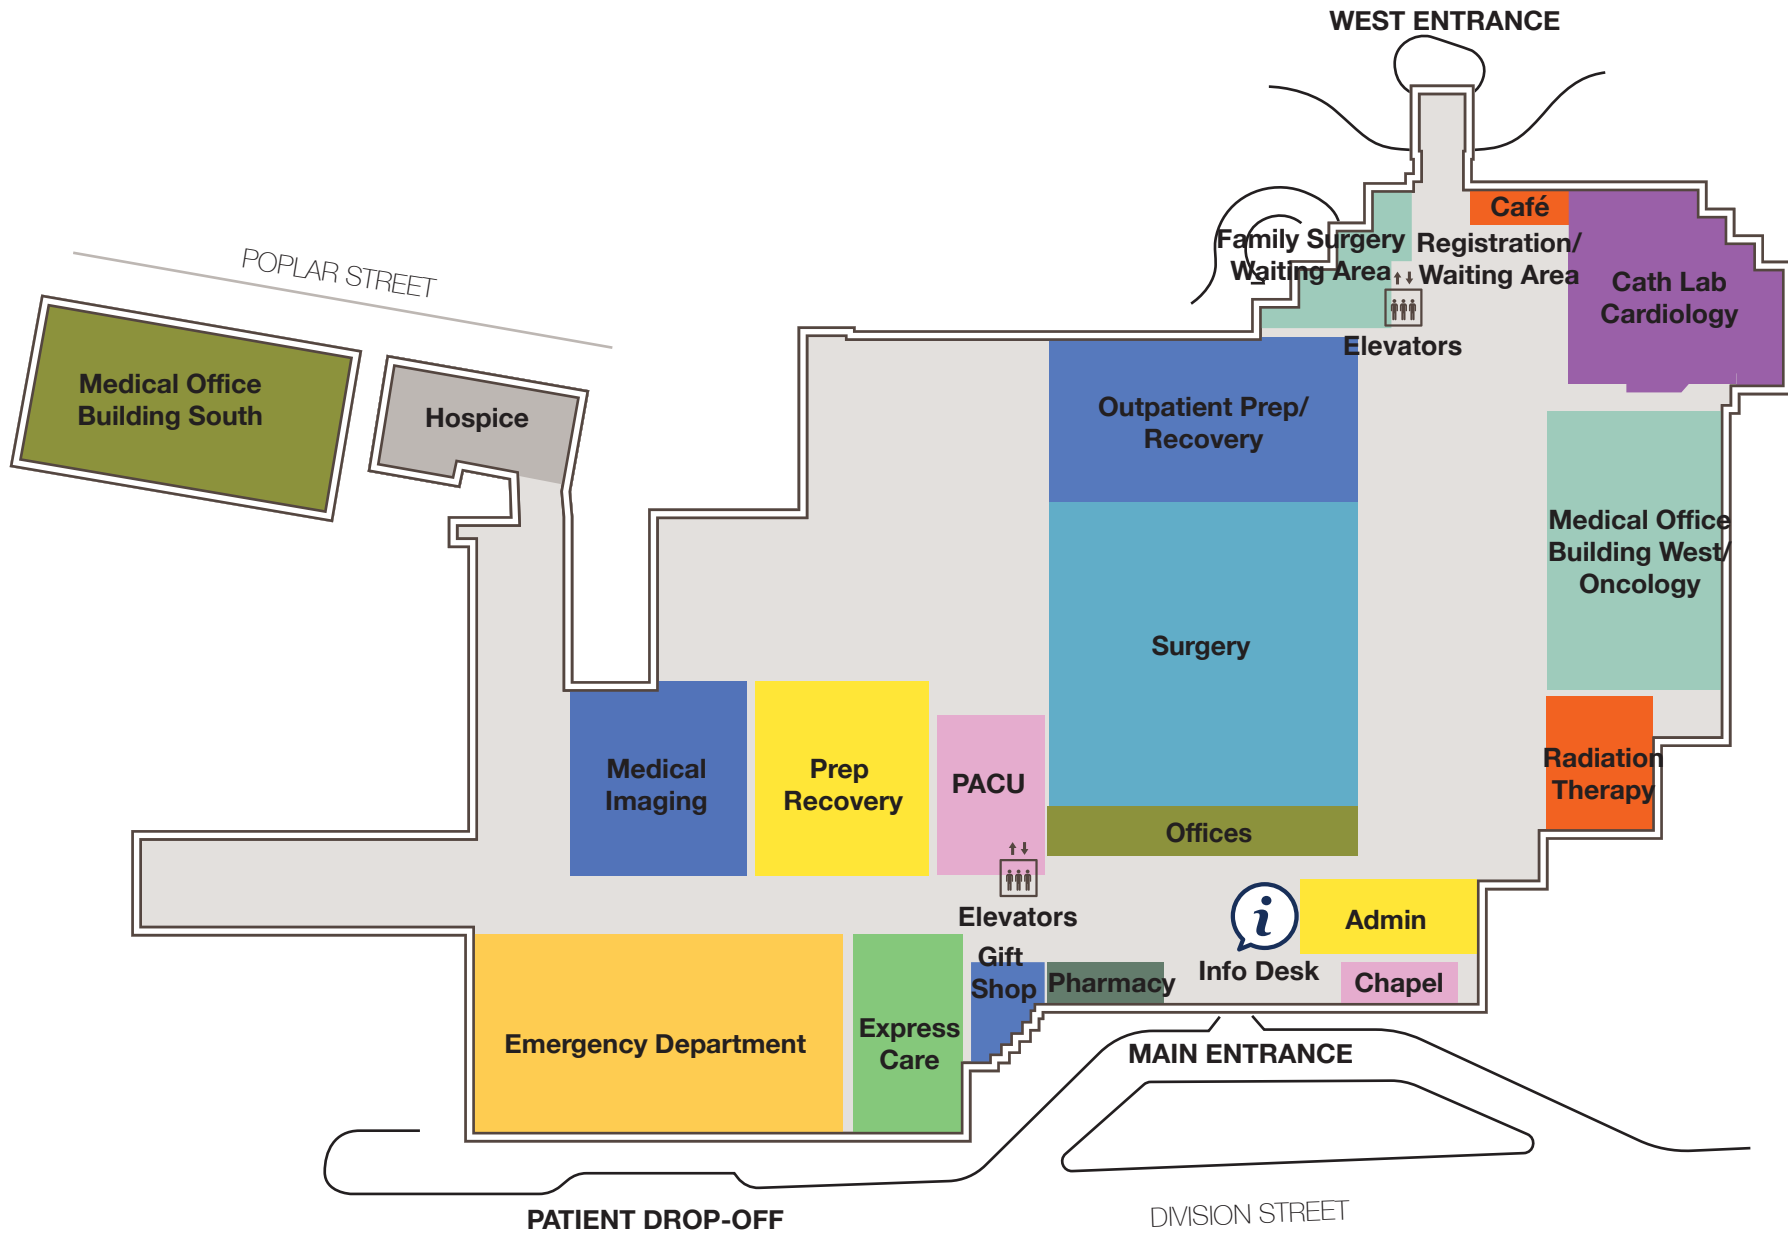 WEST ENTRANCE
Café
Family Surgery
Waiting Area
Registration/
Waiting Area
Cath Lab
Cardiology
POPLAR STREET
Elevators
Medical Office
Building South
Hospice
Outpatient Prep/
Recovery
Medical Office
Building West/
Oncology
Surgery
Medical
Imaging
Prep
Recovery
PACU
Radiation
Therapy
Offices
Elevators
Admin
i
Info Desk
Gift
Shop
Pharmacy
Chapel
Emergency Department
Express
Care
MAIN ENTRANCE
PATIENT DROP-OFF
DIVISION STREET